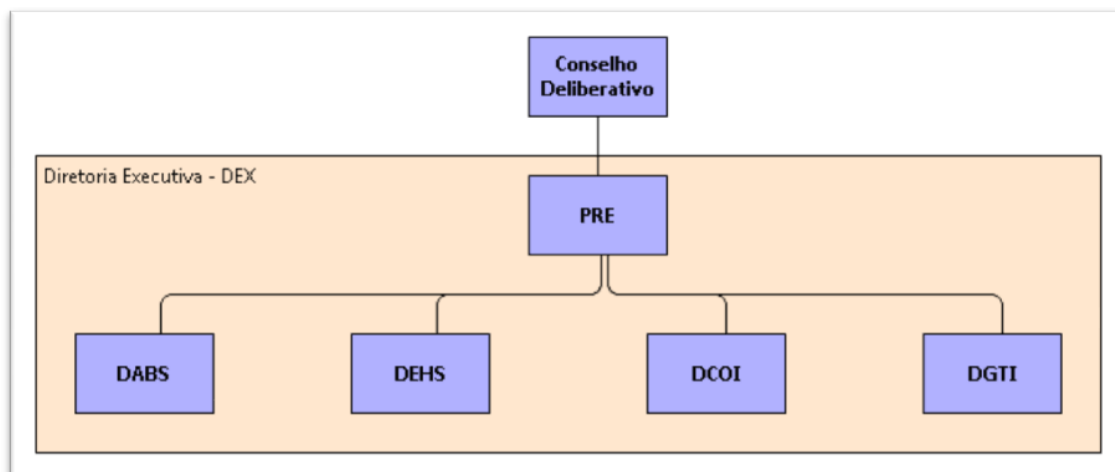 Conselho
Deliberativo
Diretoria Executiva - DEX
PRE
DABS
DEHS
DCOI
DGTI